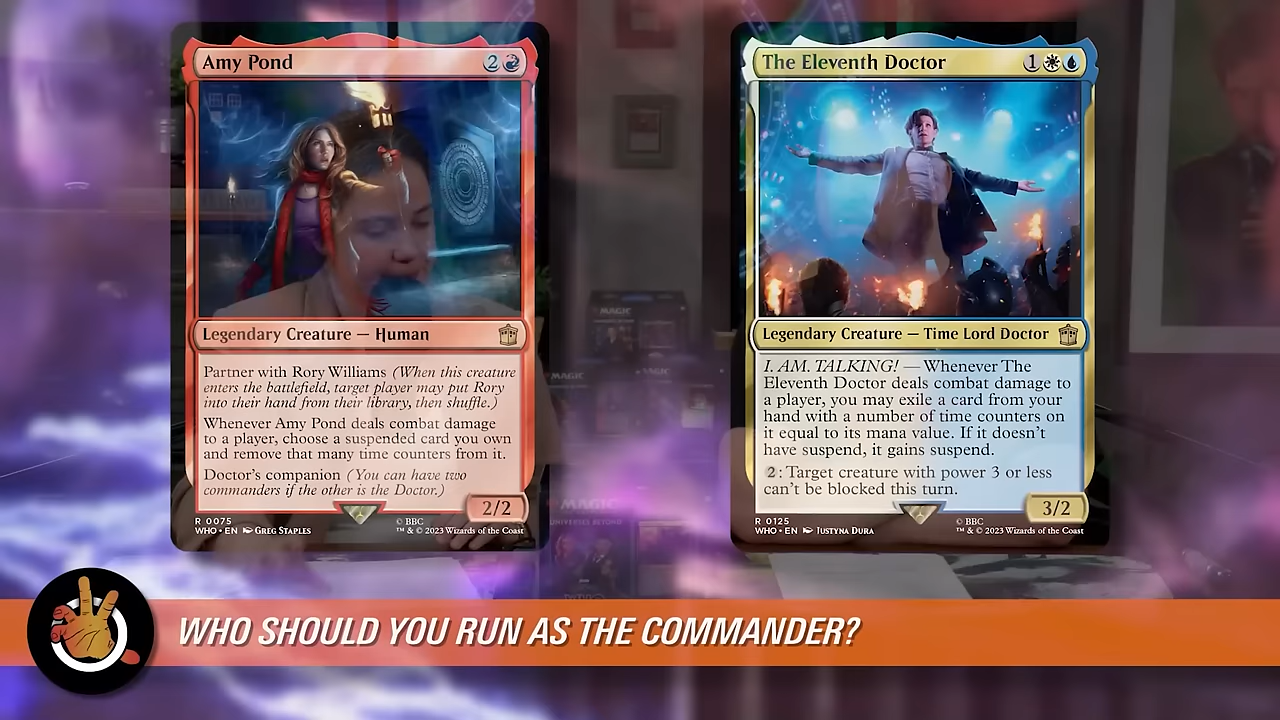 Amy Pond 2
Legendary Creature — Human
Partner with Rory Williams (When this creature
enters the battlefield, target player may put Rory
into their hand from their library, then shuffle.)
Whenever Amy Pond deals combat damage
to a player, choose a suspended card you own
and remove that many time counters from it.
Doctor's companion (You can have two
commanders if the other is the Doctor.)
2/2
R 0075
WHO • EN GREG STAPLES
© BBC
™ & © 2023 Wizards of the Coast
The Eleventh Doctor 1
Legendary Creature — Time Lord Doctor
I. AM. TALKING! — Whenever The
Eleventh Doctor deals combat damage to
a player, you may exile a card from your
hand with a number of time counters on
it equal to its mana value. If it doesn't
have suspend, it gains suspend.
2: Target creature with power 3 or less
can't be blocked this turn.
3/2
R 0125
WHO • EN JUSTYNA DURA
© BBC
™ & © 2023 Wizards of the Coast
MAGIC
MAGIC
MAGIC
MAGIC
UNIVERSES BEYOND
WHO SHOULD YOU RUN AS THE COMMANDER?